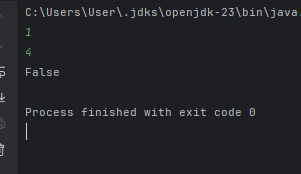 C:\Users\User\.jdks\openjdk-23\bin\java.
1
4
False
Process finished with exit code 0